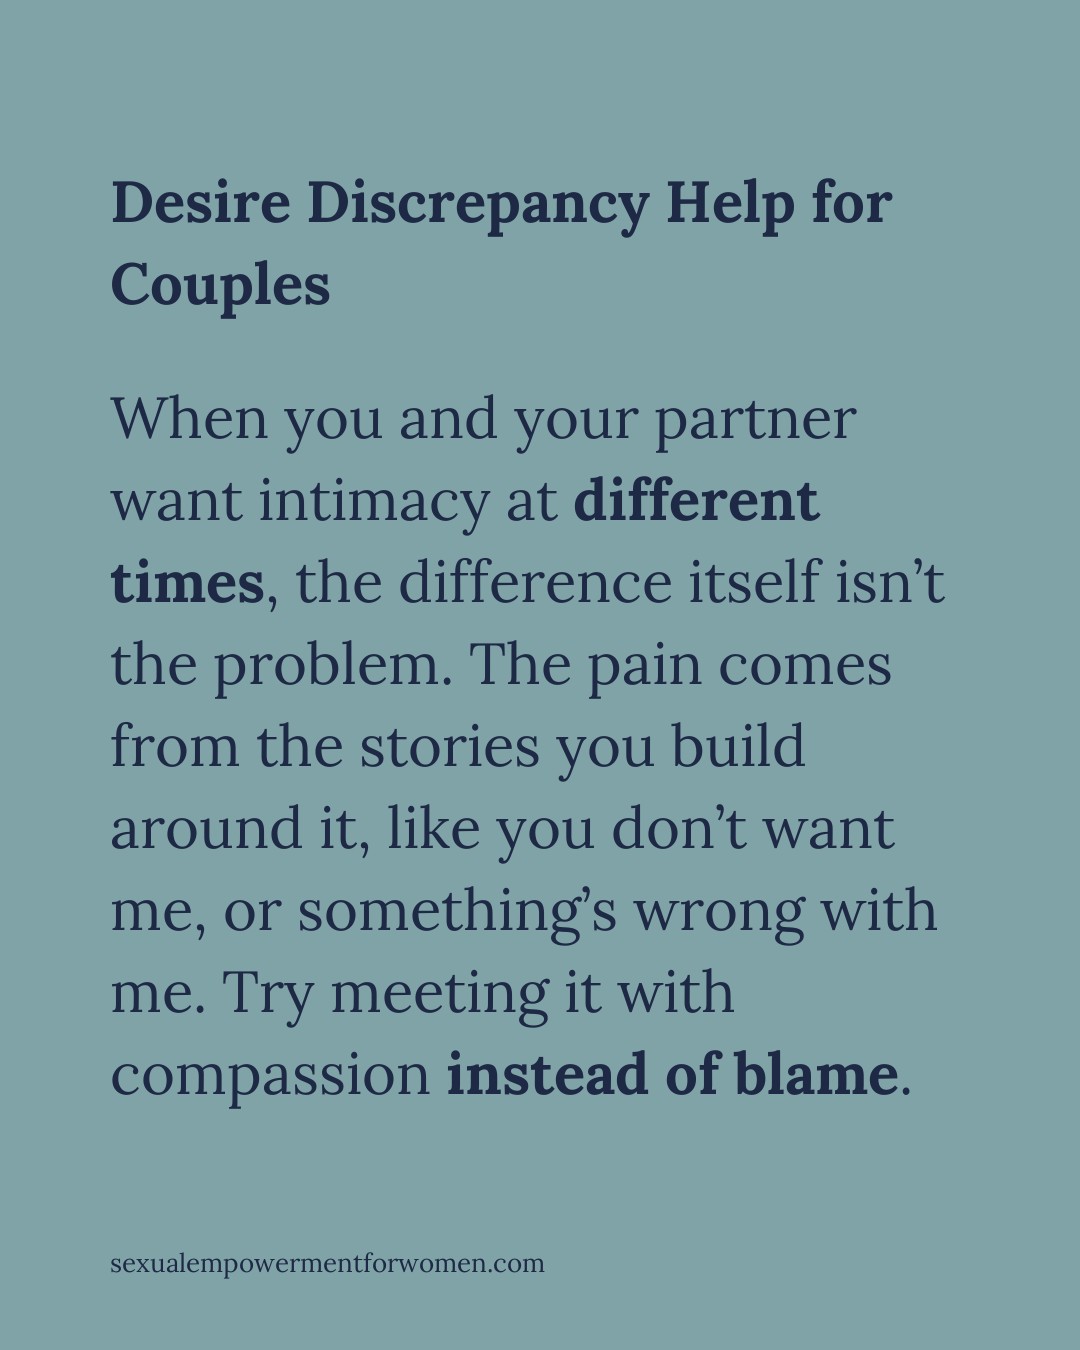 Desire Discrepancy Help for
Couples
When you and your partner
want intimacy at different
times, the difference itself isn’t
the problem. The pain comes
from the stories you build
around it, like you don’t want
me, or something’s wrong with
me. Try meeting it with
compassion instead of blame.
sexualempowermentforwomen.com